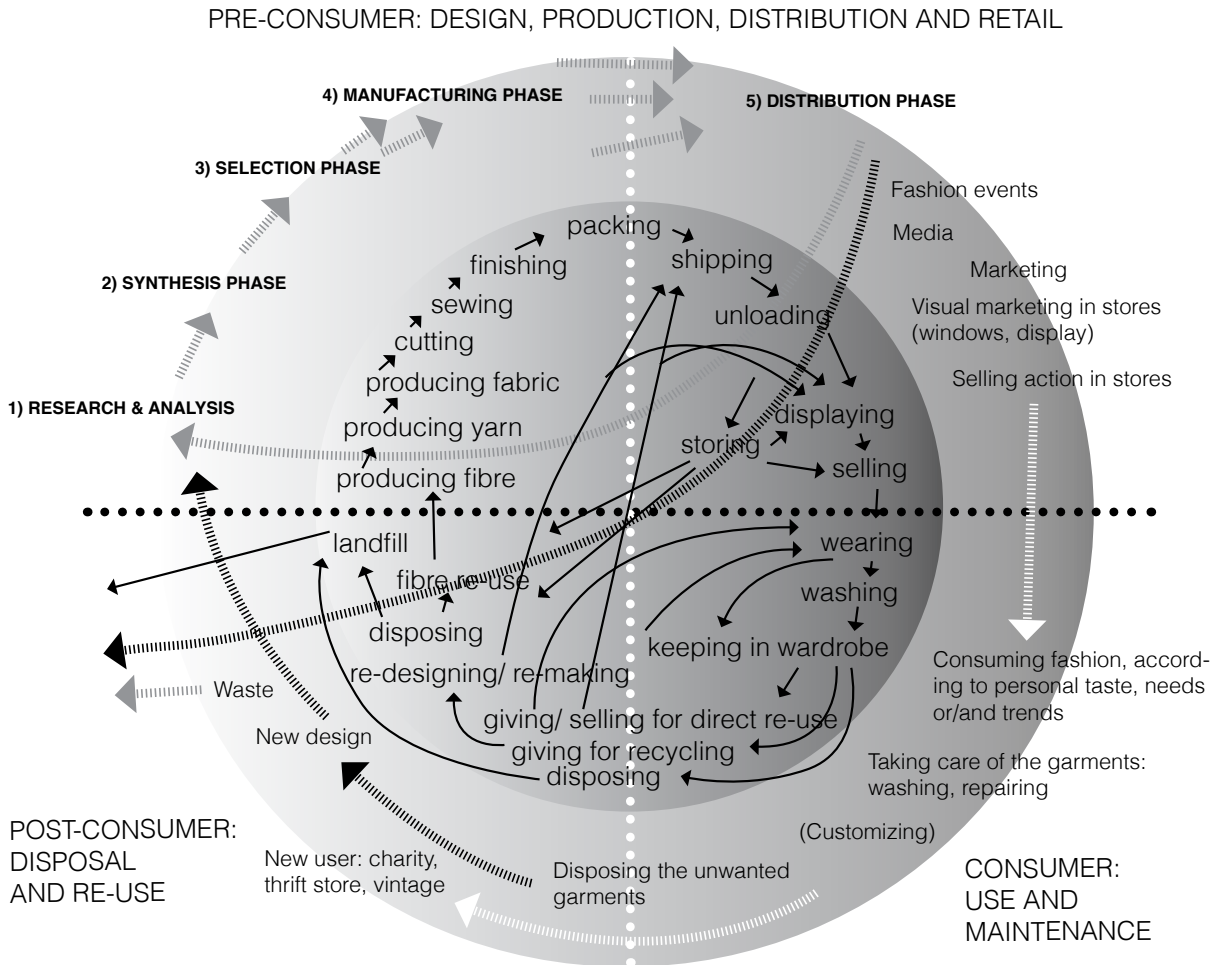 PRE-CONSUMER: DESIGN, PRODUCTION, DISTRIBUTION AND RETAIL
4) MANUFACTURING PHASE
5) DISTRIBUTION PHASE
3) SELECTION PHASE
2) SYNTHESIS PHASE
1) RESEARCH & ANALYSIS
Fashion events
Media
Marketing
Visual marketing in stores
(windows, display)
Selling action in stores
packing
shipping
finishing
unloading
sewing
cutting
producing fabric
displaying
producing yarn
storing
selling
producing fibre
landfill
wearing
fibre re-use
washing
disposing
keeping in wardrobe
re-designing/ re-making
giving/ selling for direct re-use
giving for recycling
disposing
Waste
New design
Consuming fashion, accord-
ing to personal taste, needs
or/and trends
Taking care of the garments:
washing, repairing
(Customizing)
POST-CONSUMER:
DISPOSAL
AND RE-USE
New user: charity,
thrift store, vintage
Disposing the unwanted
garments
CONSUMER:
USE AND
MAINTENANCE